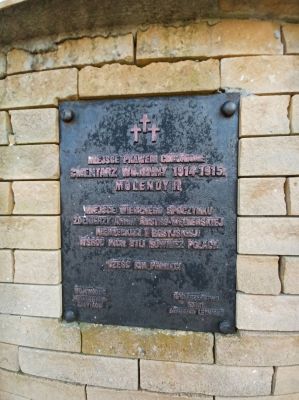 MIEJSCE PRAWEM CHRONIONE
CMENTARZ WOJENNY 1914-1915
MOLENDY II
MIEJSCE WIECZNEGO SPOCZYNKU
ŻOŁNIERZY ARMII AUSTRO-WĘGIERSKIEJ
NIEMIECKIEJ I ROSYJSKIEJ
WŚRÓD NICH BYLI RÓWNIEŻ POLACY
CZEŚĆ ICH PAMIĘCI